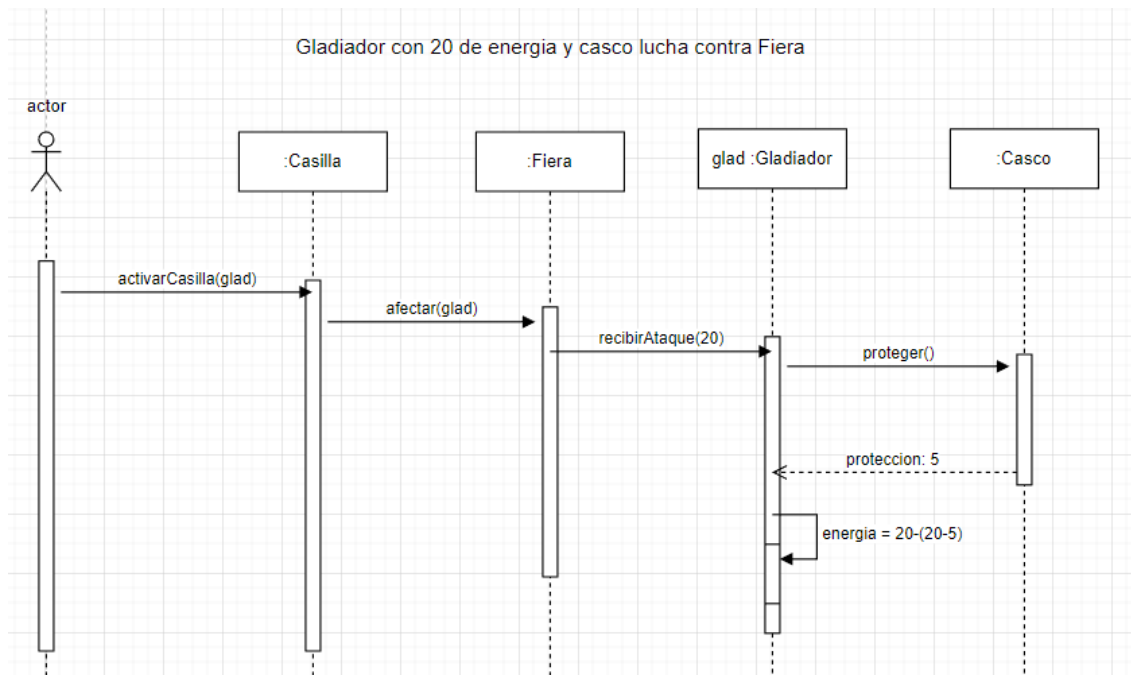 Gladiador con 20 de energia y casco lucha contra Fiera
actor
:Casilla
:Fiera
glad :Gladiador
:Casco
activarCasilla(glad)
afectar(glad)
recibirAtaque(20)
proteger()
proteccion: 5
energia = 20-(20-5)